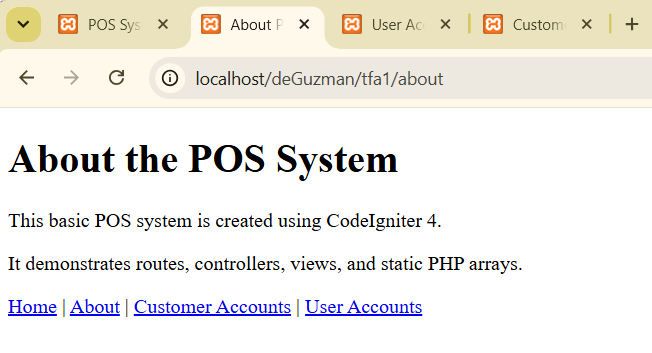 POS Sys
About P
User Ac
Custom
localhost/deGuzman/tfa1/about
About the POS System
This basic POS system is created using CodeIgniter 4.
It demonstrates routes, controllers, views, and static PHP arrays.
Home | About | Customer Accounts | User Accounts